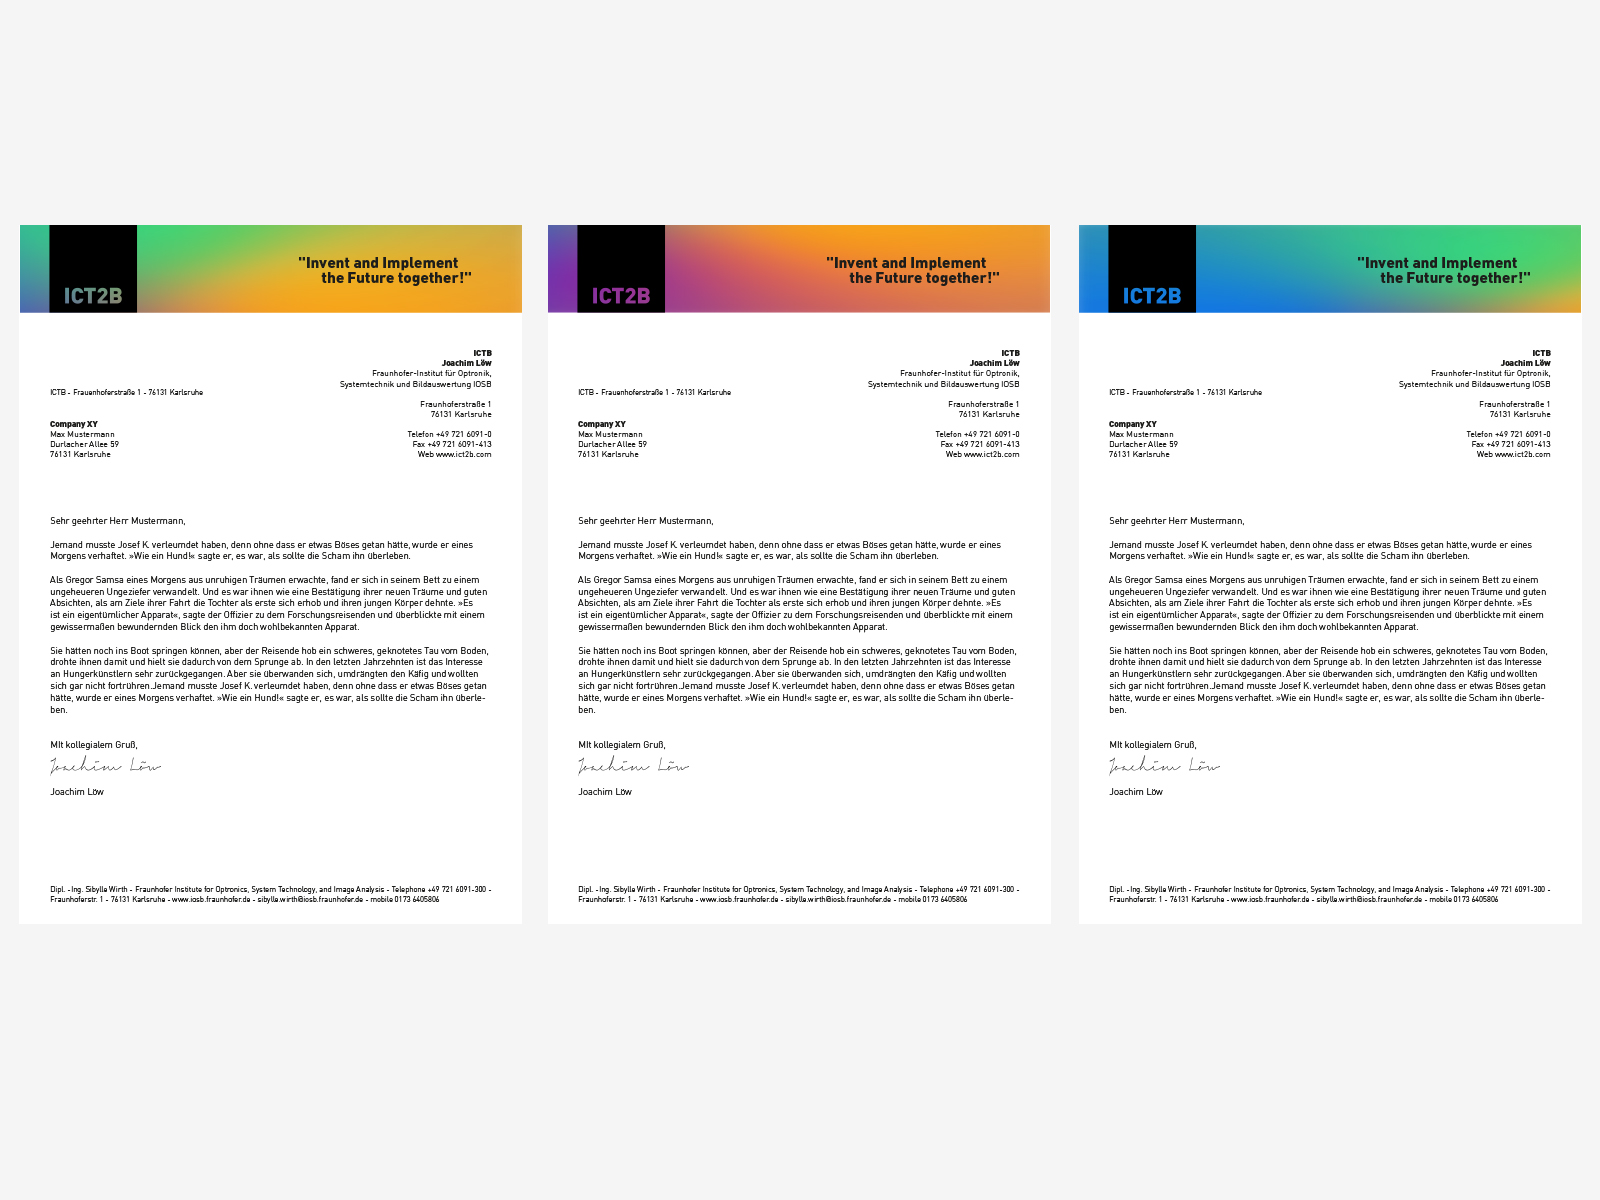 "Invent and Implement
the Future together!"
ICT2B
ICTB
Joachim Löw
Fraunhofer-Institut für Optronik,
Systemtechnik und Bildauswertung IOSB
ICTB - Frauenhoferstraße 1 - 76131 Karlsruhe
Fraunhoferstraße 1
76131 Karlsruhe
Company XY
Max Mustermann
Durlacher Allee 59
76131 Karlsruhe
Telefon +49 721 6091-0
Fax +49 721 6091-413
Web www.ict2b.com
Sehr geehrter Herr Mustermann,
Jemand musste Josef K. verleumdet haben, denn ohne dass er etwas Böses getan hätte, wurde er eines
Morgens verhaftet. »Wie ein Hund!« sagte er, es war, als sollte die Scham ihn überleben.
Als Gregor Samsa eines Morgens aus unruhigen Träumen erwachte, fand er sich in seinem Bett zu einem
ungeheueren Ungeziefer verwandelt. Und es war ihnen wie eine Bestätigung ihrer neuen Träume und guten
Absichten, als am Ziele ihrer Fahrt die Tochter als erste sich erhob und ihren jungen Körper dehnte. »Es
ist ein eigentümlicher Apparat«, sagte der Offizier zu dem Forschungsreisenden und überblickte mit einem
gewissermaßen bewundernden Blick den ihm doch wohlbekannten Apparat.
Sie hätten noch ins Boot springen können, aber der Reisende hob ein schweres, geknotetes Tau vom Boden,
drohte ihnen damit und hielt sie dadurch von dem Sprunge ab. In den letzten Jahrzehnten ist das Interesse
an Hungerkünstlern sehr zurückgegangen. Aber sie überwanden sich, umdrängten den Käfig und wollten
sich gar nicht fortrühren.Jemand musste Josef K. verleumdet haben, denn ohne dass er etwas Böses getan
hätte, wurde er eines Morgens verhaftet. »Wie ein Hund!« sagte er, es war, als sollte die Scham ihn überle-
ben.
MIt kollegialem Gruß,
Joachim Löw
Joachim Löw
Dipl. -Ing. Sibylle Wirth - Fraunhofer Institute for Optronics, System Technology, and Image Analysis - Telephone +49 721 6091-300 -
Fraunhoferstr. 1 - 76131 Karlsruhe - www.iosb.fraunhofer.de - sibylle.wirth@iosb.fraunhofer.de - mobile 0173 6405806
"Invent and Implement
the Future together!"
ICT2B
ICTB
Joachim Löw
Fraunhofer-Institut für Optronik,
Systemtechnik und Bildauswertung IOSB
ICTB - Frauenhoferstraße 1 - 76131 Karlsruhe
Fraunhoferstraße 1
76131 Karlsruhe
Company XY
Max Mustermann
Durlacher Allee 59
76131 Karlsruhe
Telefon +49 721 6091-0
Fax +49 721 6091-413
Web www.ict2b.com
Sehr geehrter Herr Mustermann,
Jemand musste Josef K. verleumdet haben, denn ohne dass er etwas Böses getan hätte, wurde er eines
Morgens verhaftet. »Wie ein Hund!« sagte er, es war, als sollte die Scham ihn überleben.
Als Gregor Samsa eines Morgens aus unruhigen Träumen erwachte, fand er sich in seinem Bett zu einem
ungeheueren Ungeziefer verwandelt. Und es war ihnen wie eine Bestätigung ihrer neuen Träume und guten
Absichten, als am Ziele ihrer Fahrt die Tochter als erste sich erhob und ihren jungen Körper dehnte. »Es
ist ein eigentümlicher Apparat«, sagte der Offizier zu dem Forschungsreisenden und überblickte mit einem
gewissermaßen bewundernden Blick den ihm doch wohlbekannten Apparat.
Sie hätten noch ins Boot springen können, aber der Reisende hob ein schweres, geknotetes Tau vom Boden,
drohte ihnen damit und hielt sie dadurch von dem Sprunge ab. In den letzten Jahrzehnten ist das Interesse
an Hungerkünstlern sehr zurückgegangen. Aber sie überwanden sich, umdrängten den Käfig und wollten
sich gar nicht fortrühren.Jemand musste Josef K. verleumdet haben, denn ohne dass er etwas Böses getan
hätte, wurde er eines Morgens verhaftet. »Wie ein Hund!« sagte er, es war, als sollte die Scham ihn überle-
ben.
MIt kollegialem Gruß,
Joachim Löw
Joachim Löw
Dipl. -Ing. Sibylle Wirth - Fraunhofer Institute for Optronics, System Technology, and Image Analysis - Telephone +49 721 6091-300 -
Fraunhoferstr. 1 - 76131 Karlsruhe - www.iosb.fraunhofer.de - sibylle.wirth@iosb.fraunhofer.de - mobile 0173 6405806
"Invent and Implement
the Future together!"
ICT2B
ICTB
Joachim Löw
Fraunhofer-Institut für Optronik,
Systemtechnik und Bildauswertung IOSB
ICTB - Frauenhoferstraße 1 - 76131 Karlsruhe
Fraunhoferstraße 1
76131 Karlsruhe
Company XY
Max Mustermann
Durlacher Allee 59
76131 Karlsruhe
Telefon +49 721 6091-0
Fax +49 721 6091-413
Web www.ict2b.com
Sehr geehrter Herr Mustermann,
Jemand musste Josef K. verleumdet haben, denn ohne dass er etwas Böses getan hätte, wurde er eines
Morgens verhaftet. »Wie ein Hund!« sagte er, es war, als sollte die Scham ihn überleben.
Als Gregor Samsa eines Morgens aus unruhigen Träumen erwachte, fand er sich in seinem Bett zu einem
ungeheueren Ungeziefer verwandelt. Und es war ihnen wie eine Bestätigung ihrer neuen Träume und guten
Absichten, als am Ziele ihrer Fahrt die Tochter als erste sich erhob und ihren jungen Körper dehnte. »Es
ist ein eigentümlicher Apparat«, sagte der Offizier zu dem Forschungsreisenden und überblickte mit einem
gewissermaßen bewundernden Blick den ihm doch wohlbekannten Apparat.
Sie hätten noch ins Boot springen können, aber der Reisende hob ein schweres, geknotetes Tau vom Boden,
drohte ihnen damit und hielt sie dadurch von dem Sprunge ab. In den letzten Jahrzehnten ist das Interesse
an Hungerkünstlern sehr zurückgegangen. Aber sie überwanden sich, umdrängten den Käfig und wollten
sich gar nicht fortrühren.Jemand musste Josef K. verleumdet haben, denn ohne dass er etwas Böses getan
hätte, wurde er eines Morgens verhaftet. »Wie ein Hund!« sagte er, es war, als sollte die Scham ihn überle-
ben.
MIt kollegialem Gruß,
Joachim Löw
Joachim Löw
Dipl. -Ing. Sibylle Wirth - Fraunhofer Institute for Optronics, System Technology, and Image Analysis - Telephone +49 721 6091-300 -
Fraunhoferstr. 1 - 76131 Karlsruhe - www.iosb.fraunhofer.de - sibylle.wirth@iosb.fraunhofer.de - mobile 0173 6405806